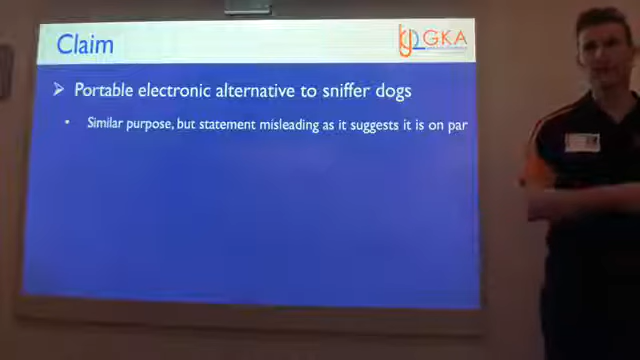 Claim
GKA
Portable electronic alternative to sniffer dogs
Similar purpose, but statement misleading as it suggests it is on par